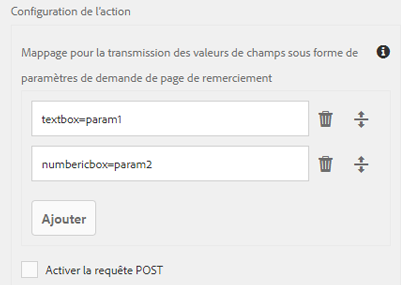 Configuration de l'action
Mappage pour la transmission des valeurs de champs sous forme de
paramètres de demande de page de remerciement
textbox=param1
numbericbox=param2
Ajouter
Activer la requête POST